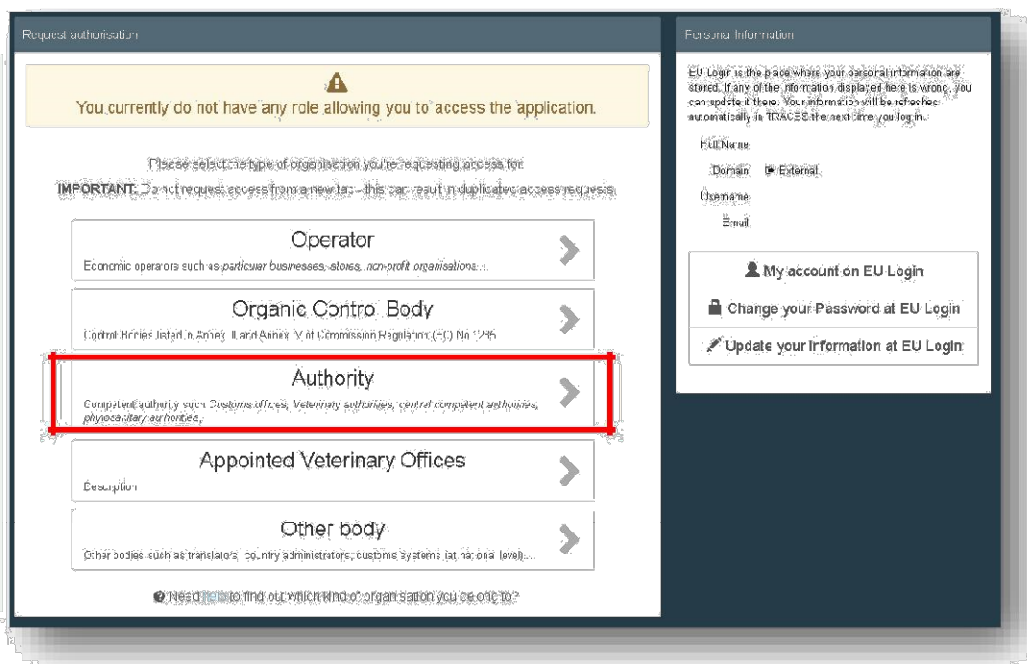 Request authorisation
You currently do not have any role allowing you to access the application.
Please select the type of organisation you're requesting access for
IMPORTANT: Do not request access from a new tab - this can result in duplicated access requests.
Operator
Economic operators such as particular businesses, stores, non-profit organisations...
Organic Control Body
Control Bodies listed in Annex III and Annex IV of Commission Regulation (EC) No 1235
Authority
Competent authority such Customs offices, Veterinary authorities, central competent authorities,
phytosanitary authorities,
Appointed Veterinary Offices
Description
Other body
Other bodies such as translators, country administrators, customs systems (at national level)...
Need help to find out which kind of organisation you belong to?
Personal Information
EU Login is the place where your personal information are
stored. If any of the information displayed here is wrong, you
can update it there. Your information will be refreshed
automatically in TRACES the next time you log in.
Full Name
Domain External
Username
Email
My account on EU Login
Change your Password at EU Login
Update your information at EU Login